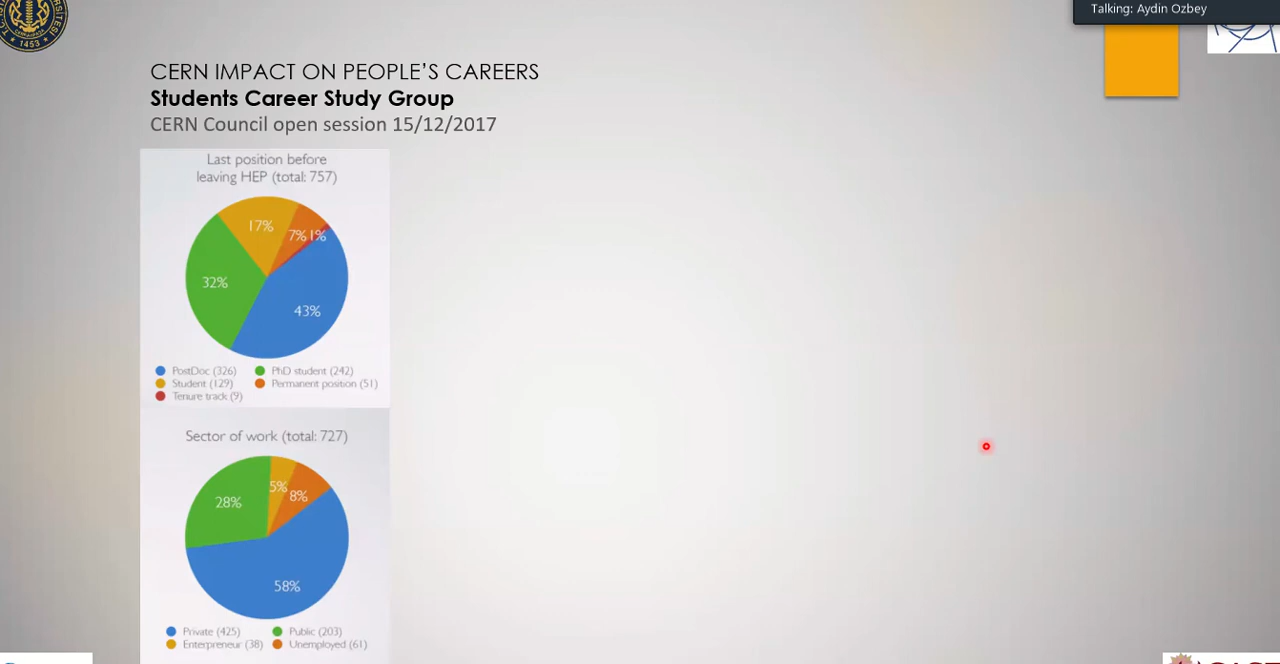 Talking: Aydin Ozbey
1453
CERN IMPACT ON PEOPLE'S CAREERS
Students Career Study Group
CERN Council open session 15/12/2017
Last position before
leaving HEP (total: 757)
17%
7% 1%
32%
43%
PostDoc (326) PhD student (242)
Student (129) Permanent position (51)
Tenure track (9)
Sector of work (total: 727)
5%
28% 8%
58%
Private (425) Public (203)
Enterpreneur (38) Unemployed (61)